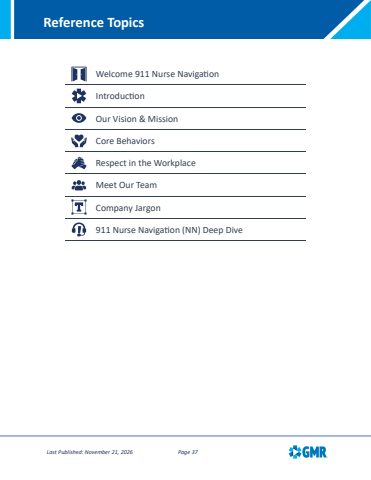 Reference Topics
Welcome 911 Nurse Navigation
Introduction
Our Vision & Mission
Core Behaviors
Respect in the Workplace
Meet Our Team
Company Jargon
911 Nurse Navigation (NN) Deep Dive
Last Published: November 21, 2026 Page 37
GMR